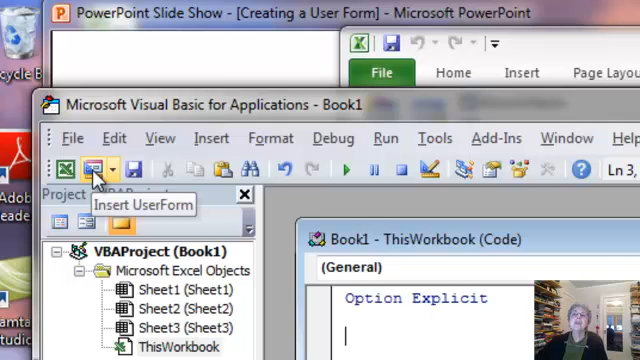 PowerPoint Slide Show - [Creating a User Form] - Microsoft PowerPoint
File Home Insert Page Layou
Microsoft Visual Basic for Applications - Book1
File Edit View Insert Format Debug Run Tools Add-Ins Window
Ln 3,
Project
Insert UserForm
VBAProject (Book1)
Microsoft Excel Objects
Sheet1 (Sheet1)
Sheet2 (Sheet2)
Sheet3 (Sheet3)
ThisWorkbook
Book1 - ThisWorkbook (Code)
(General)
Option Explicit